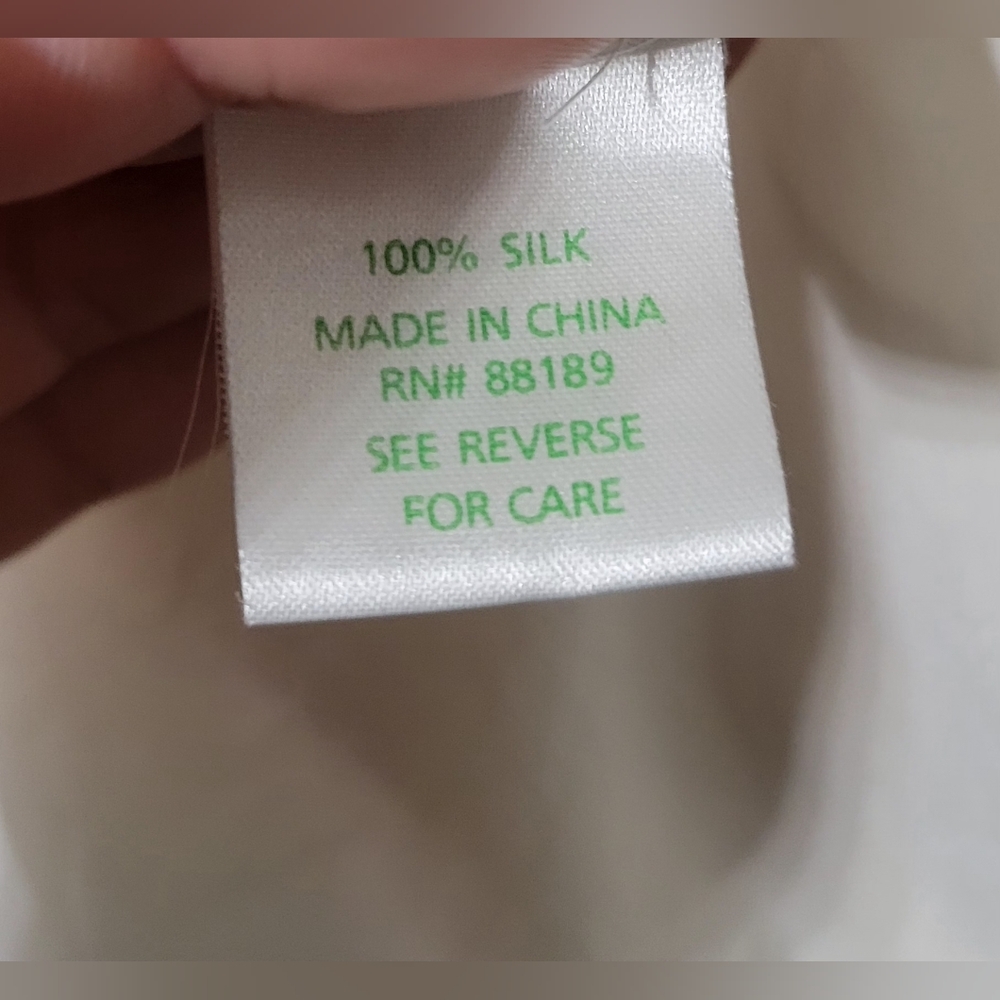 100% SILK
MADE IN CHINA
RN# 88189
SEE REVERSE
FOR CARE